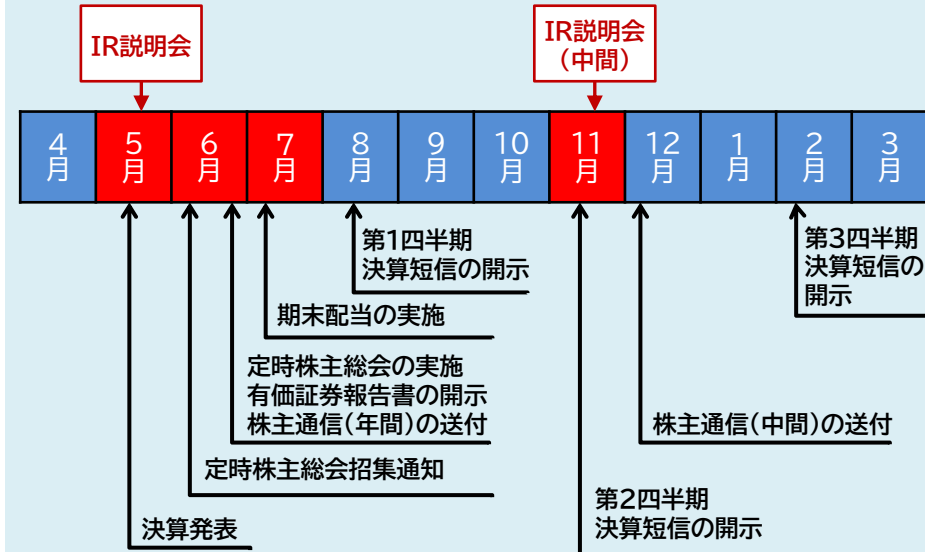 IR説明会
IR説明会
(中間)
4月
5月
6月
7月
8月
9月
10月
11月
12月
1月
2月
3月
第1四半期
決算短信の開示
第3四半期
決算短信の
開示
期末配当の実施
定時株主総会の実施
有価証券報告書の開示
株主通信(年間)の送付
株主通信(中間)の送付
定時株主総会招集通知
第2四半期
決算短信の開示
決算発表